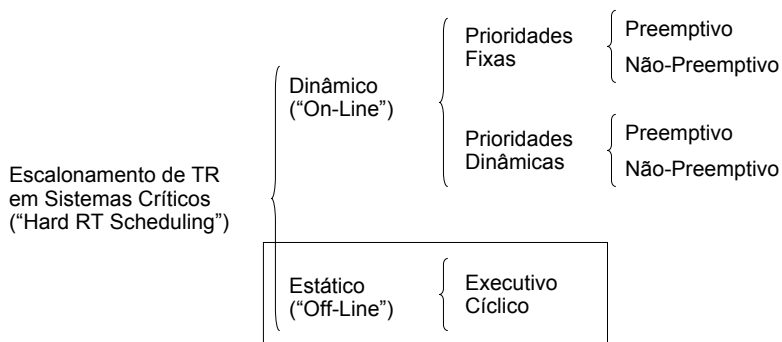 Escalonamento de TR
em Sistemas Críticos
(“Hard RT Scheduling”)
Dinâmico
(“On-Line”)
Prioridades
Fixas
Preemptivo
Não-Preemptivo
Prioridades
Dinâmicas
Preemptivo
Não-Preemptivo
Estático
(“Off-Line”)
Executivo
Cíclico